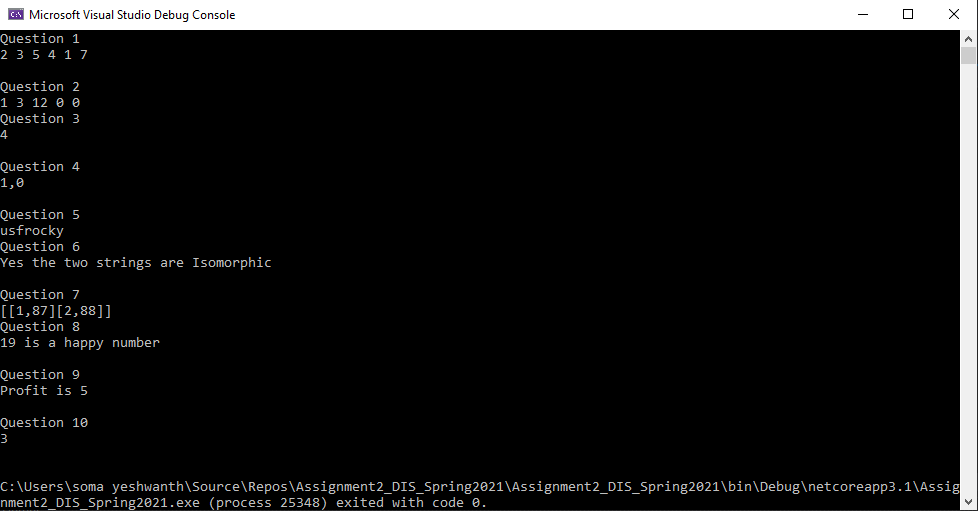 Microsoft Visual Studio Debug Console
Question 1
2 3 5 4 1 7
Question 2
1 3 12 0 0
Question 3
4
Question 4
1,0
Question 5
usfrocky
Question 6
Yes the two strings are Isomorphic
Question 7
[[1,87][2,88]]
Question 8
19 is a happy number
Question 9
Profit is 5
Question 10
3
C:\Users\soma yeshwanth\Source\Repos\Assignment2_DIS_Spring2021\Assignment2_DIS_Spring2021\bin\Debug\netcoreapp3.1\Assig
nment2_DIS_Spring2021.exe (process 25348) exited with code 0.